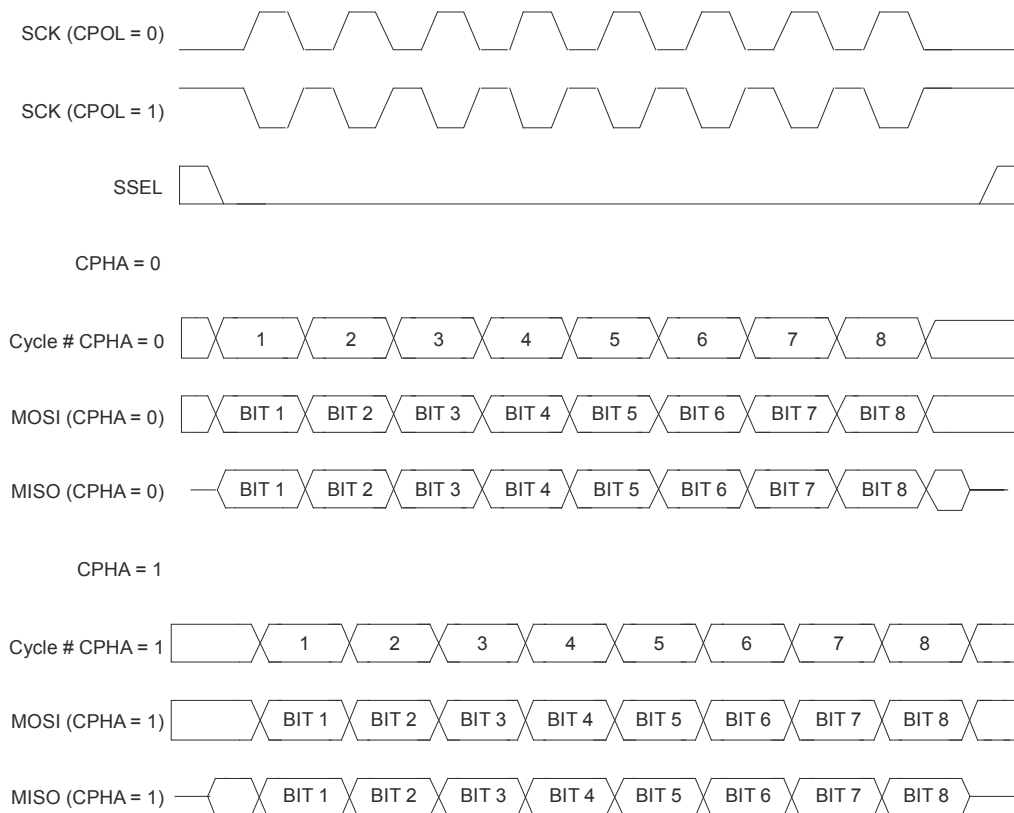 SCK (CPOL = 0)
SCK (CPOL = 1)
SSEL
CPHA = 0
Cycle # CPHA = 0 1 2 3 4 5 6 7 8
MOSI (CPHA = 0) BIT 1 BIT 2 BIT 3 BIT 4 BIT 5 BIT 6 BIT 7 BIT 8
MISO (CPHA = 0) BIT 1 BIT 2 BIT 3 BIT 4 BIT 5 BIT 6 BIT 7 BIT 8
CPHA = 1
Cycle # CPHA = 1 1 2 3 4 5 6 7 8
MOSI (CPHA = 1) BIT 1 BIT 2 BIT 3 BIT 4 BIT 5 BIT 6 BIT 7 BIT 8
MISO (CPHA = 1) BIT 1 BIT 2 BIT 3 BIT 4 BIT 5 BIT 6 BIT 7 BIT 8